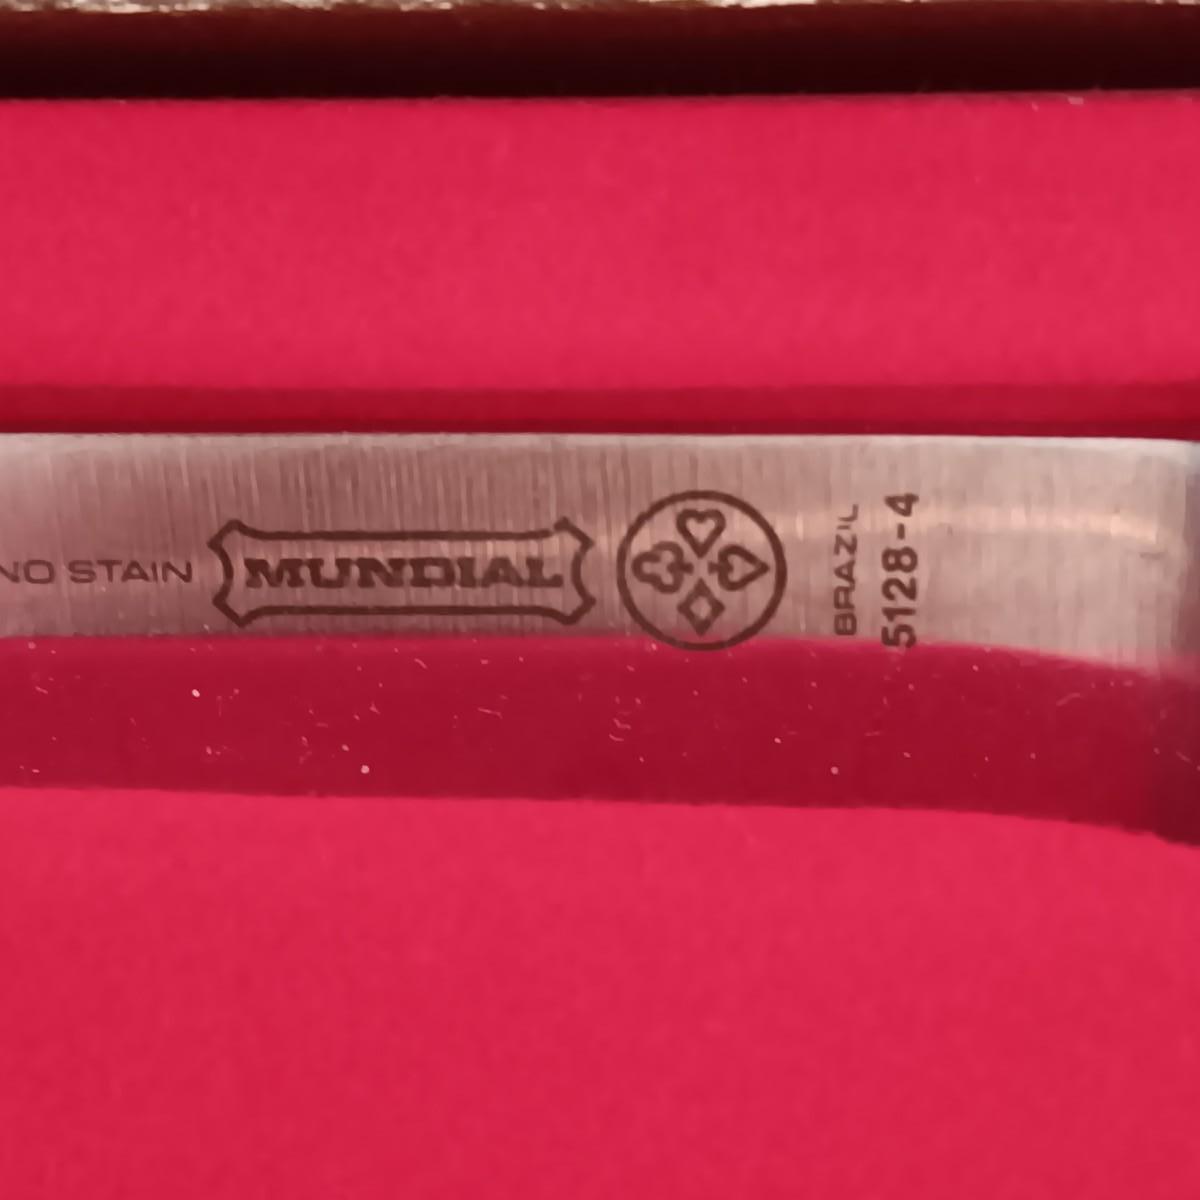 NO STAIN
MUNDIAL
BRAZIL
5128-4